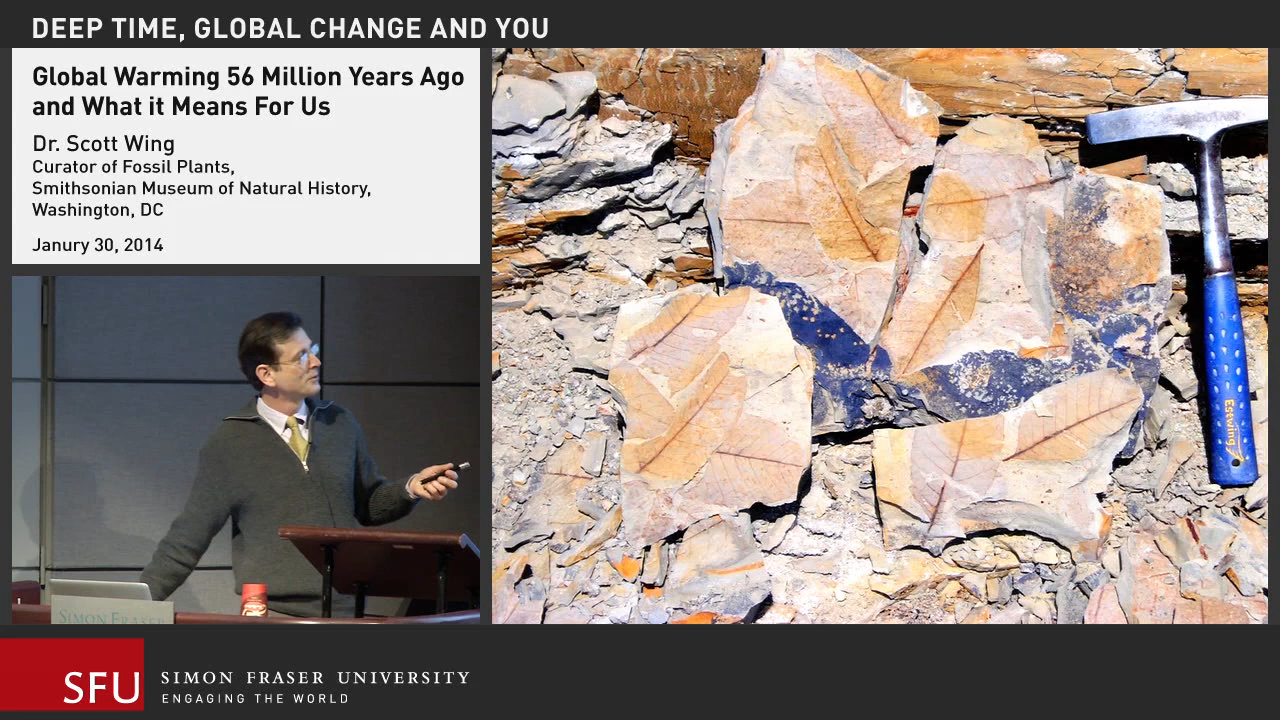 DEEP TIME, GLOBAL CHANGE AND YOU
Global Warming 56 Million Years Ago
and What it Means For Us
Dr. Scott Wing
Curator of Fossil Plants,
Smithsonian Museum of Natural History,
Washington, DC
Janury 30, 2014
Estwing
SIMON FRASER
SFU
SIMON FRASER UNIVERSITY
ENGAGING THE WORLD